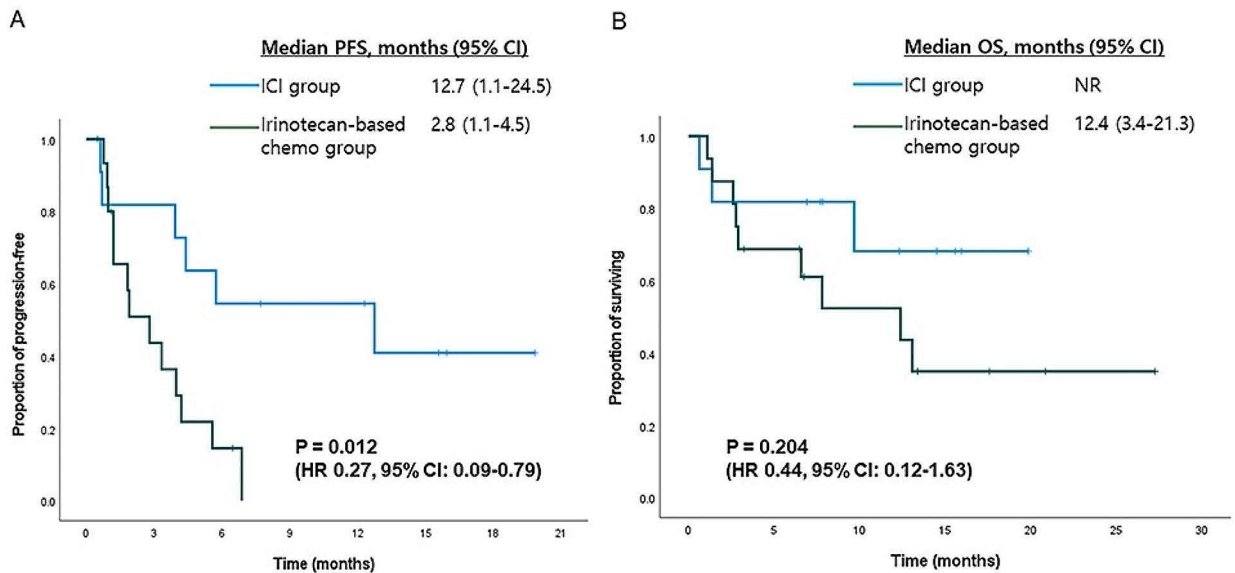 A
Median PFS, months (95% CI)
ICI group 12.7 (1.1-24.5)
Irinotecan-based 2.8 (1.1-4.5)
chemo group
1.0
0.8
0.6
0.4
0.2
0.0
Proportion of progression-free
P = 0.012
(HR 0.27, 95% CI: 0.09-0.79)
0 3 6 9 12 15 18 21
Time (months)
B
Median OS, months (95% CI)
ICI group NR
Irinotecan-based 12.4 (3.4-21.3)
chemo group
1.0
0.8
0.6
0.4
0.2
0.0
Proportion of surviving
P = 0.204
(HR 0.44, 95% CI: 0.12-1.63)
0 5 10 15 20 25 30
Time (months)